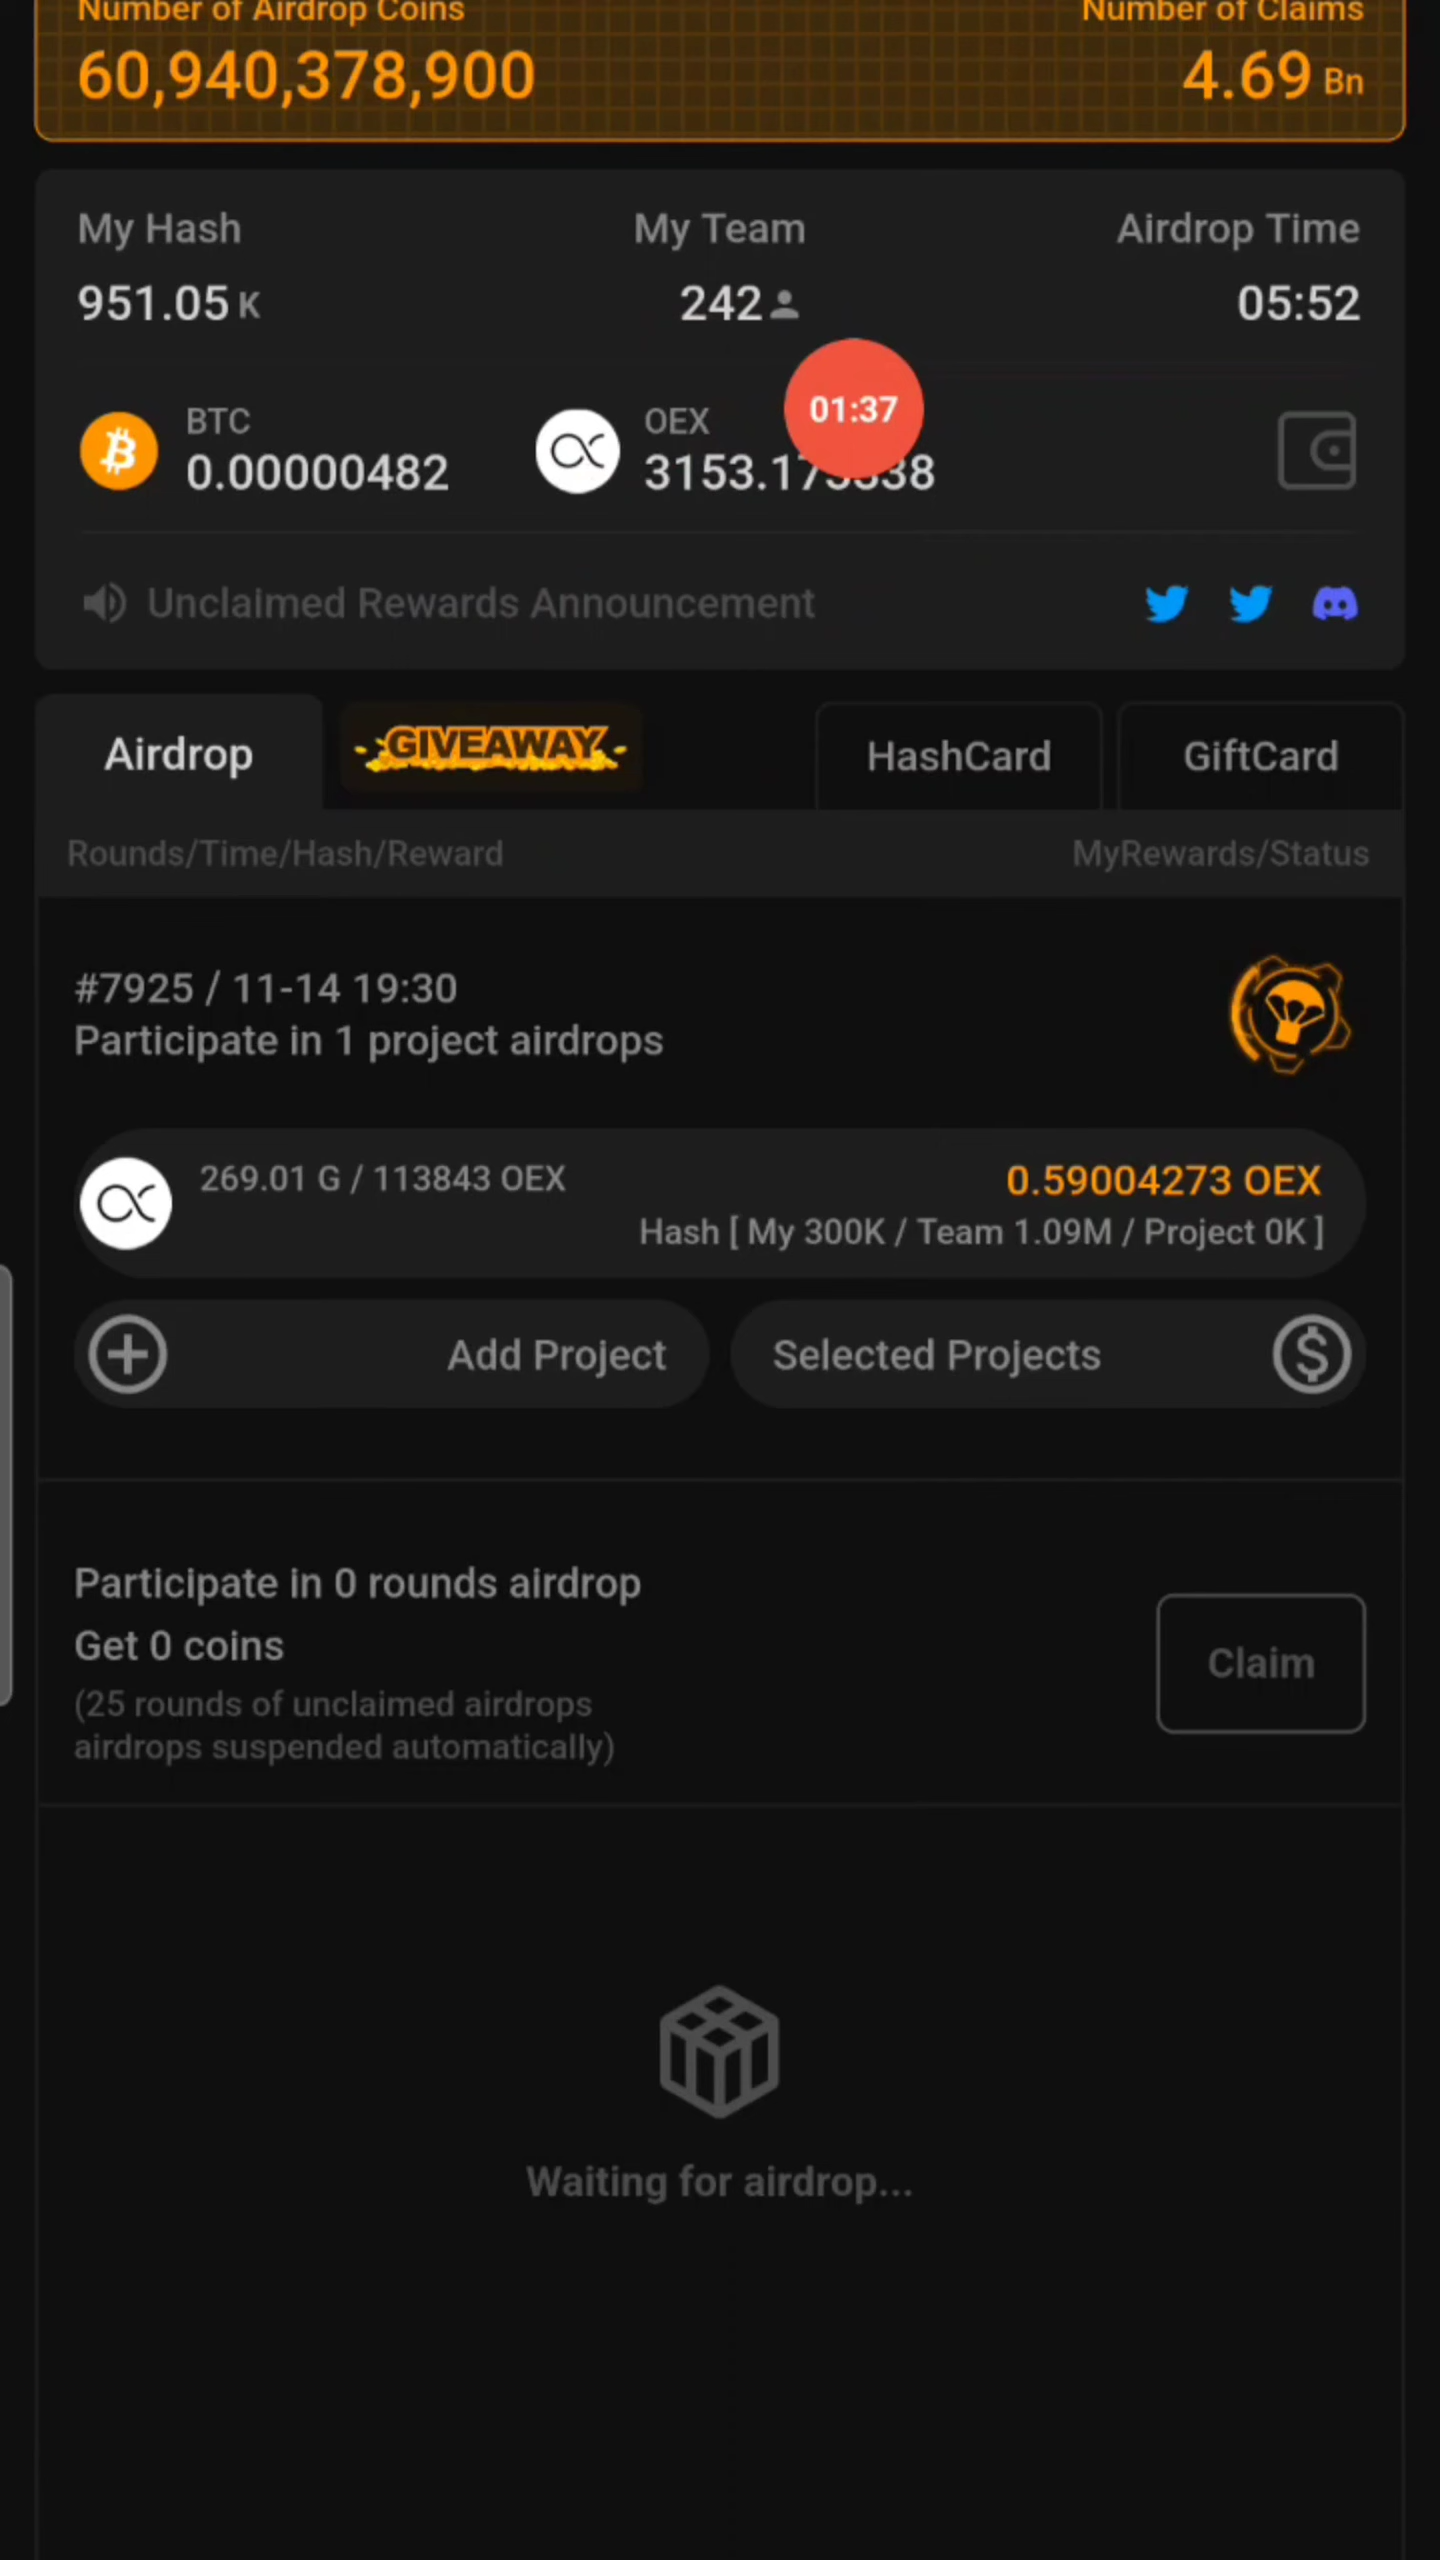 Number of Airdrop Coins
Number of Claims
60,940,378,900
4.69 Bn
My Hash
My Team
Airdrop Time
951.05 K
242
05:52
01:37
BTC
OEX
0.00000482
Unclaimed Rewards Announcement
Airdrop
GIVEAWAY
HashCard
GiftCard
Rounds/Time/Hash/Reward
MyRewards/Status
#7925 / 11-14 19:30
Participate in 1 project airdrops
269.01 G / 113843 OEX
0.59004273 OEX
Hash [ My 300K / Team 1.09M / Project 0K ]
Add Project
Selected Projects
Participate in 0 rounds airdrop
Get 0 coins
Claim
(25 rounds of unclaimed airdrops
airdrops suspended automatically)
Waiting for airdrop...